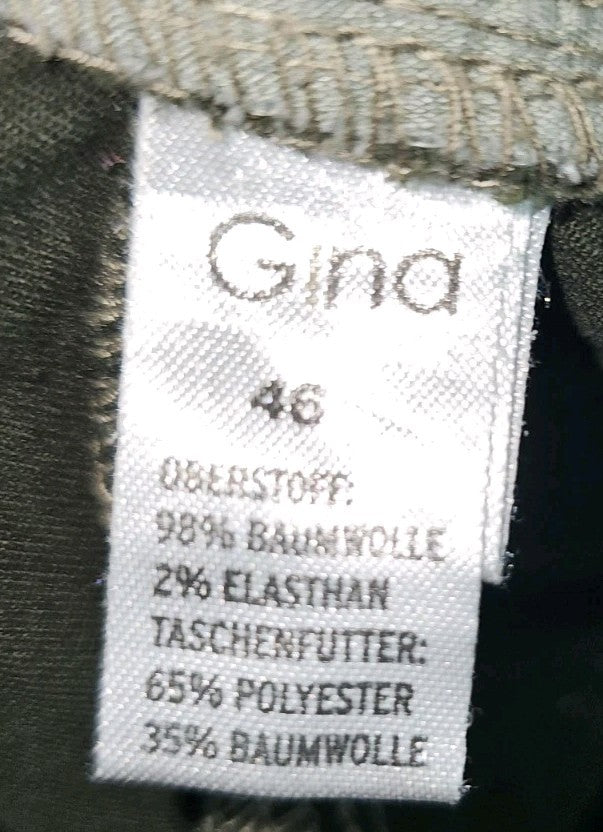 Gina
46
OBERSTOFF:
98% BAUMWOLLE
2% ELASTHAN
TASCHENFUTTER:
65% POLYESTER
35% BAUMWOLLE